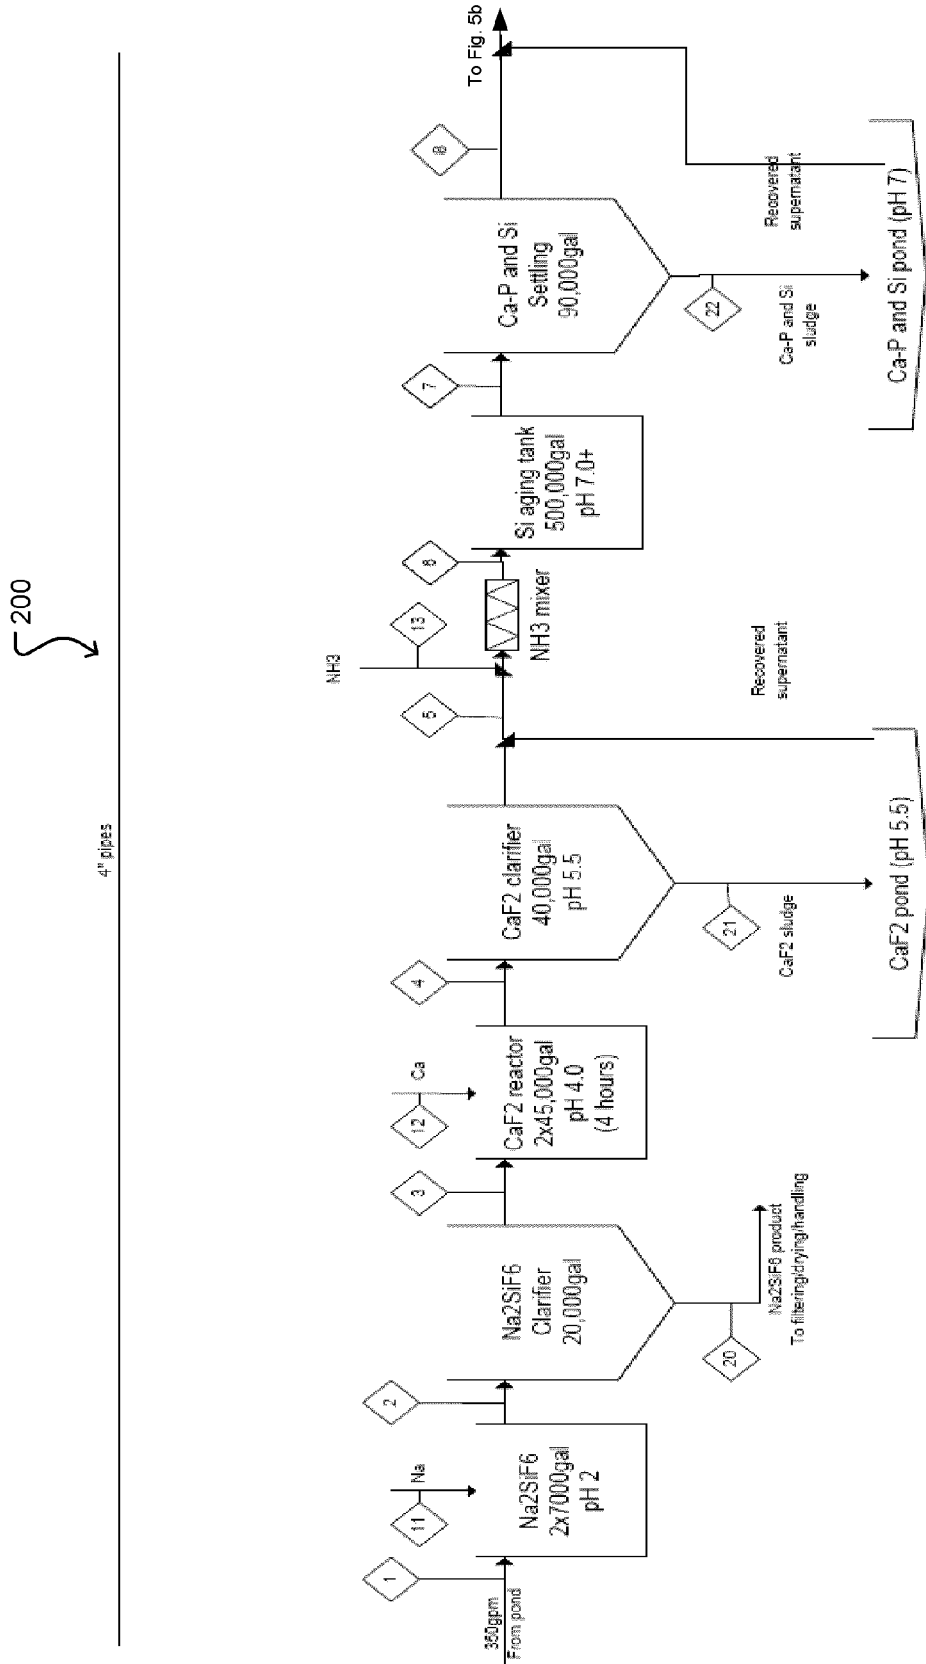 200
4" pipes
To Fig. 5b
NH3
1
11
Na
2
3
12
Ca
4
5
13
6
7
8
350gpm
From pond
Na2SiF6
2x7000gal
pH 2
Na2SiF6
Clarifier
20,000gal
CaF2 reactor
2x45,000gal
pH 4.0
(4 hours)
CaF2 clarifier
40,000gal
pH 5.5
NH3 mixer
Si aging tank
500,000gal
pH 7.0+
Ca-P and Si
Settling
90,000gal
20
Na2SiF6 product
To filtering/drying/handling
21
CaF2 sludge
Recovered
supernatant
22
Ca-P and Si
sludge
Recovered
supernatant
CaF2 pond (pH 5.5)
Ca-P and Si pond (pH 7)